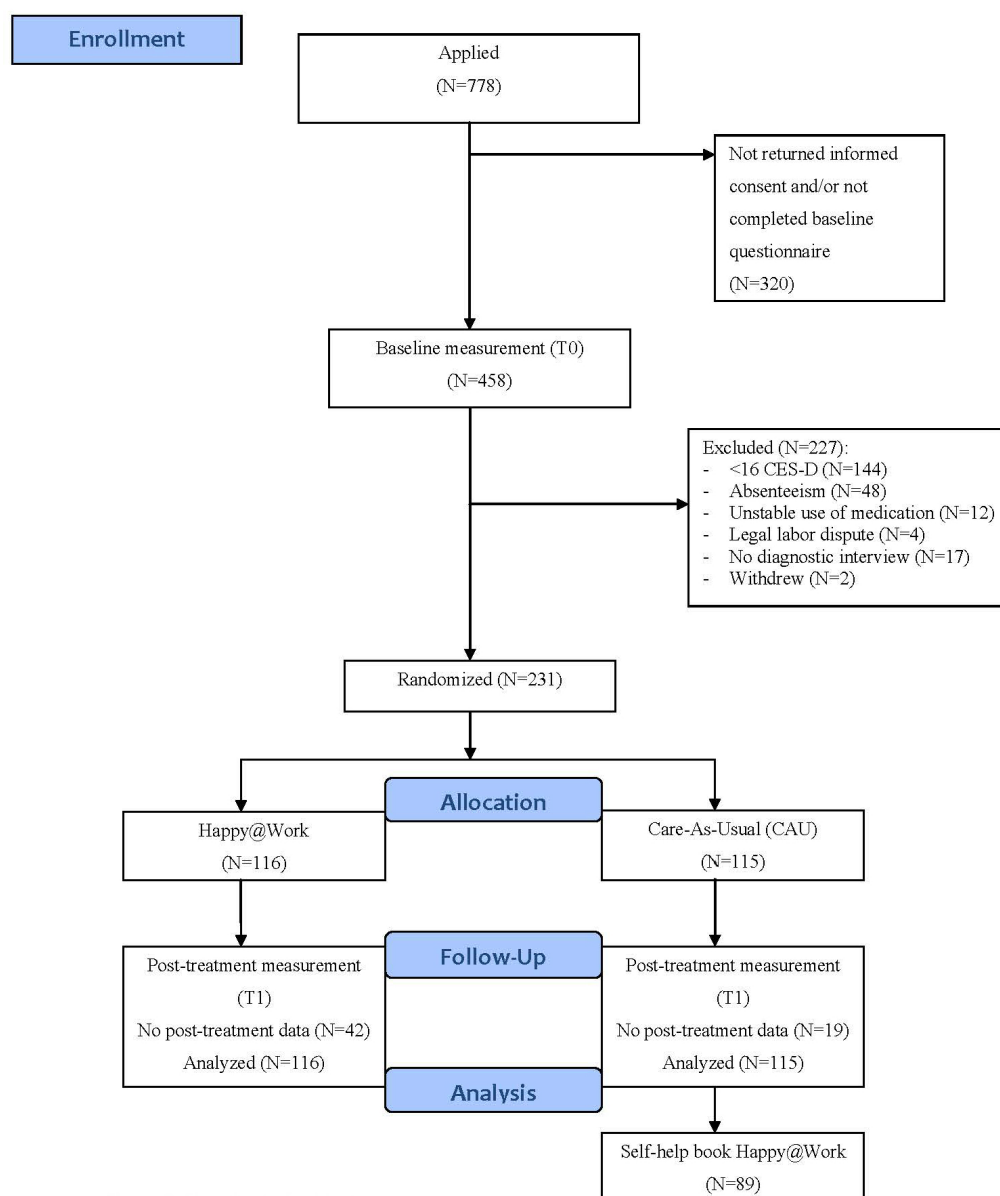 Enrollment
Applied
(N=778)
Not returned informed
consent and/or not
completed baseline
questionnaire
(N=320)
Baseline measurement (T0)
(N=458)
Excluded (N=227):
- <16 CES-D (N=144)
- Absenteeism (N=48)
- Unstable use of medication (N=12)
- Legal labor dispute (N=4)
- No diagnostic interview (N=17)
- Withdrew (N=2)
Randomized (N=231)
Allocation
Happy@Work
(N=116)
Care-As-Usual (CAU)
(N=115)
Follow-Up
Post-treatment measurement
(T1)
No post-treatment data (N=42)
Analyzed (N=116)
Post-treatment measurement
(T1)
No post-treatment data (N=19)
Analyzed (N=115)
Analysis
Self-help book Happy@Work
(N=89)